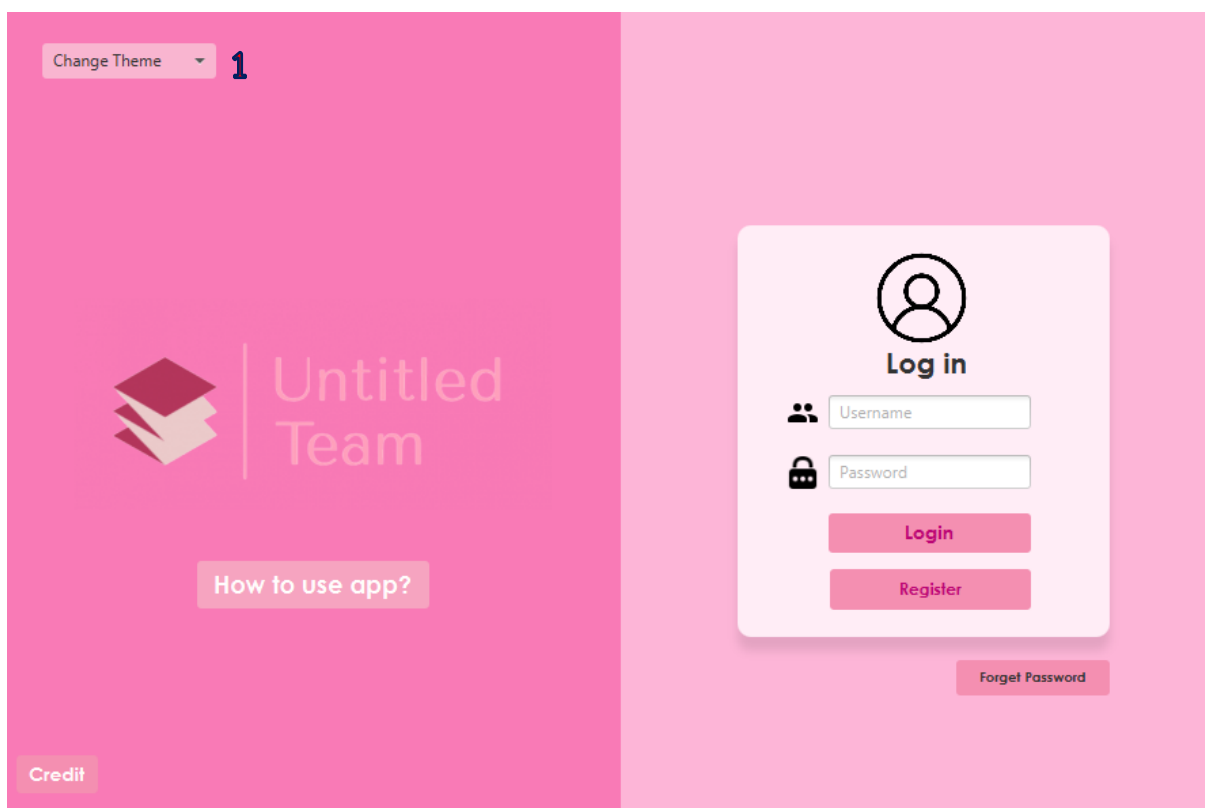 Change Theme
1
Untitled
Team
How to use app?
Credit
Log in
Username
Password
Login
Register
Forget Password